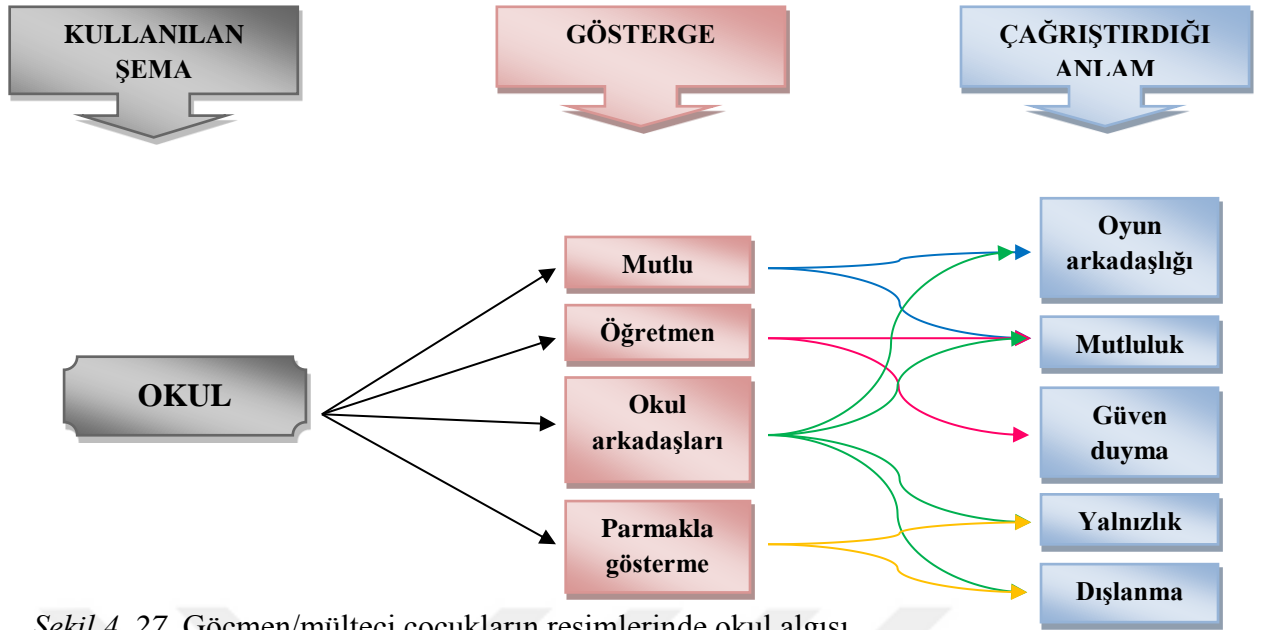 KULLANILAN
ŞEMA
GÖSTERGE
ÇAĞRIŞTIRDIĞI
ANLAM
OKUL
Mutlu
Öğretmen
Okul
arkadaşları
Parmakla
gösterme
Oyun
arkadaşlığı
Mutluluk
Güven
duyma
Yalnızlık
Dışlanma
Şekil 4. 27. Göçmen/mülteci çocukların resimlerinde okul algısı